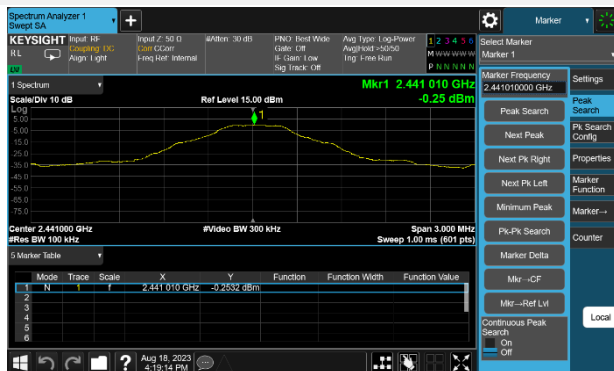 Spectrum Analyzer 1
Swept SA
+
Marker
KEYSIGHT
RL
Input: RF
Coupling: DC
Align: Light
Input Z: 50 Ω
Corr CCorr
Freq Ref: Internal
#Atten: 30 dB
PNO: Best Wide
Gate: Off
IF Gain: Low
Sig Track: Off
Avg Type: Log-Power
Avg|Hold:>50/50
Trig: Free Run
1 2 3 4 5 6
M W W W W W
P N N N N N
Select Marker
Marker 1
1 Spectrum
Mkr1 2.441 010 GHz
-0.25 dBm
Scale/Div 10 dB
Ref Level 15.00 dBm
Log
5.00
-5.00
-15.0
-25.0
-35.0
-45.0
-55.0
-65.0
-75.0
1
Center 2.441000 GHz
#Res BW 100 kHz
#Video BW 300 kHz
Span 3.000 MHz
Sweep 1.00 ms (601 pts)
5 Marker Table
Mode Trace Scale X Y Function Function Width Function Value
1 N 1 f 2.441 010 GHz -0.2532 dBm
2
3
4
5
6
Aug 18, 2023
4:19:14 PM
?
Marker Frequency
2.441010000 GHz
Peak Search
Next Peak
Next Pk Right
Next Pk Left
Minimum Peak
Pk-Pk Search
Marker Delta
Mkr→CF
Mkr→Ref Lvl
Continuous Peak
Search
On
Off
Settings
Peak
Search
Pk Search
Config
Properties
Marker
Function
Marker→
Counter
Local